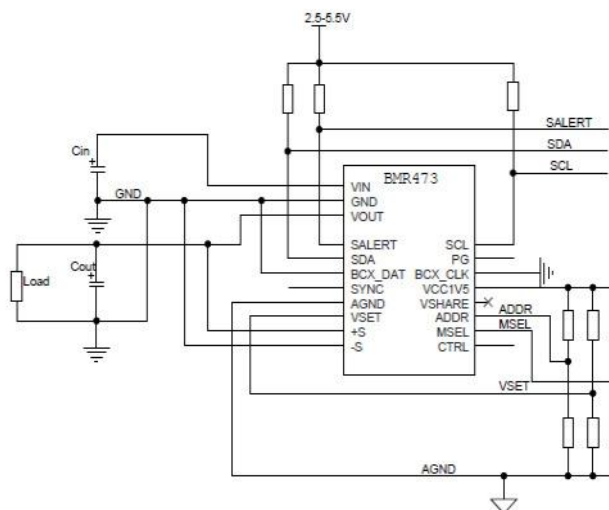 2.5-5.5V
SALERT
SDA
SCL
Cin
GND
BMR473
VIN
GND
VOUT
SALERT
SDA
BCX_DAT
SYNC
AGND
VSET
+S
-S
SCL
PG
BCX_CLK
VCC1V5
VSHARE
ADDR
MSEL
CTRL
Load
Cout
+
+
ADDR
MSEL
VSET
AGND